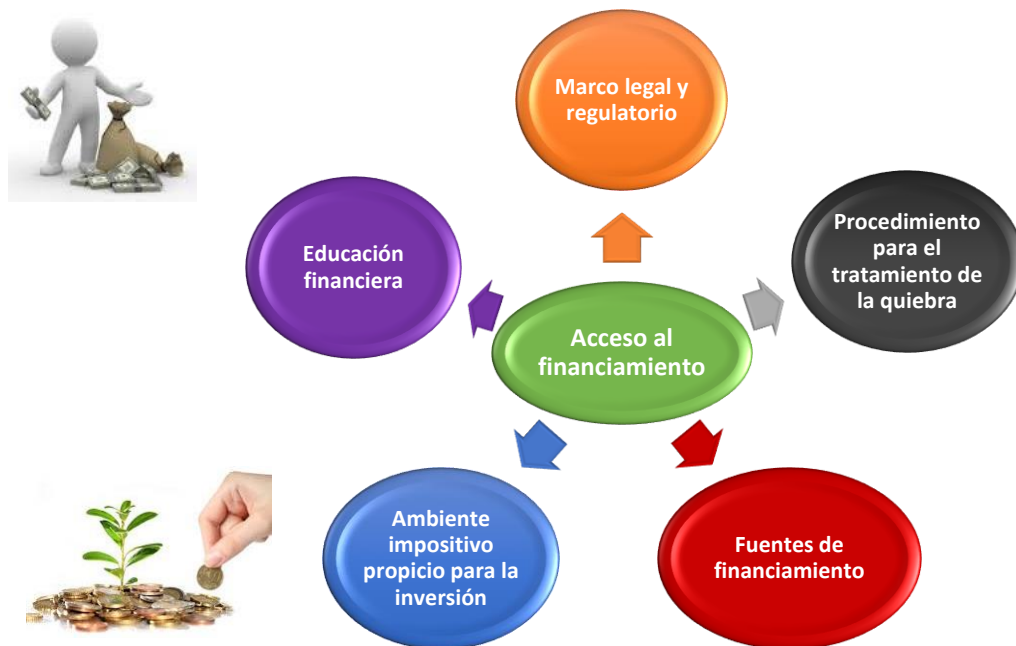 Marco legal y
regulatorio
Procedimiento
para el
tratamiento de
la quiebra
Educación
financiera
Acceso al
financiamiento
Ambiente
impositivo
propicio para la
inversión
Fuentes de
financiamiento